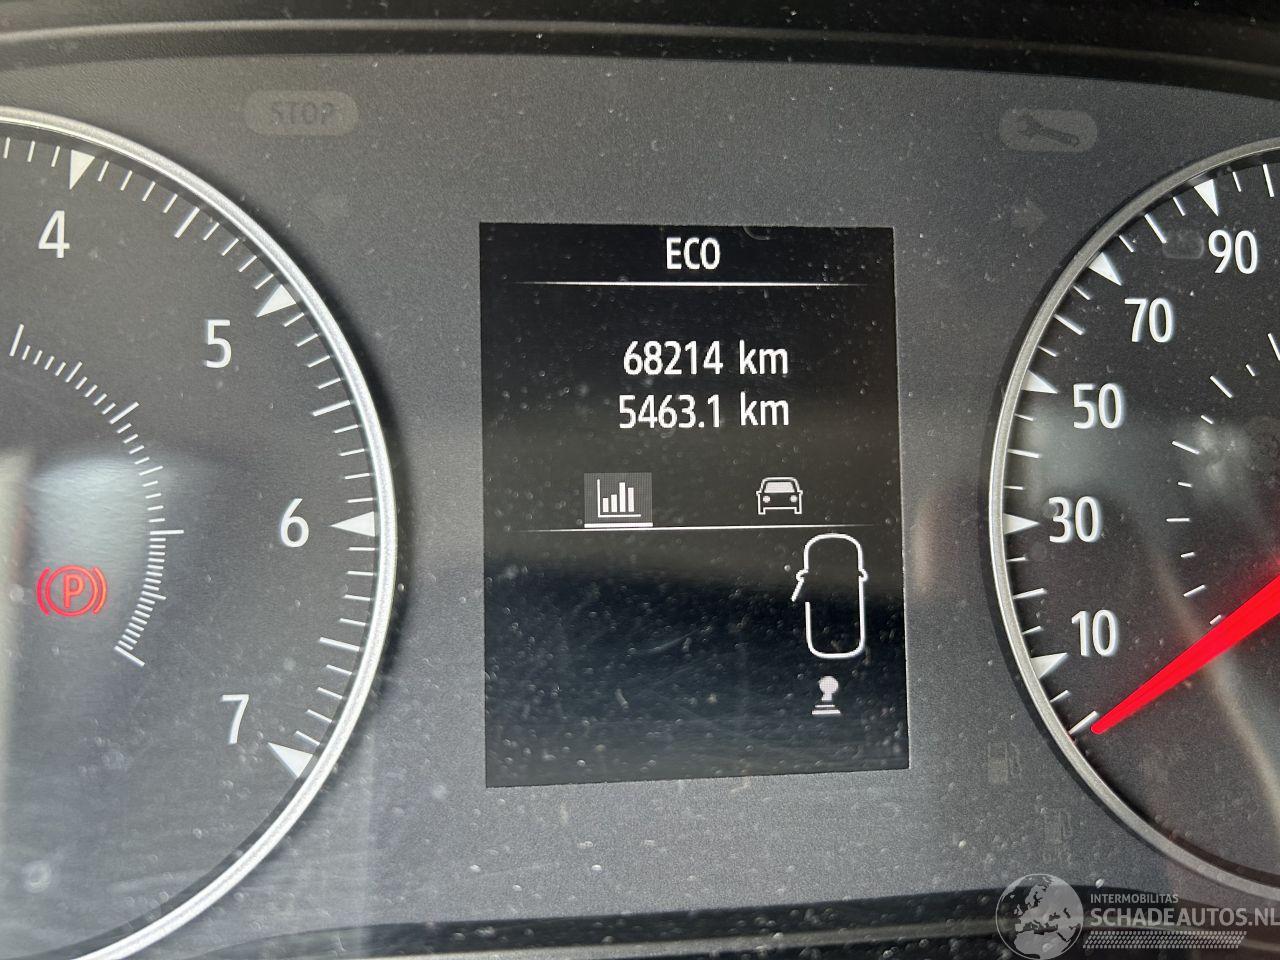 STOP
4
5
6
7
P
ECO
68214 km
5463.1 km
90
70
50
30
10
INTERMOBILITAS
SCHADEAUTOS.NL